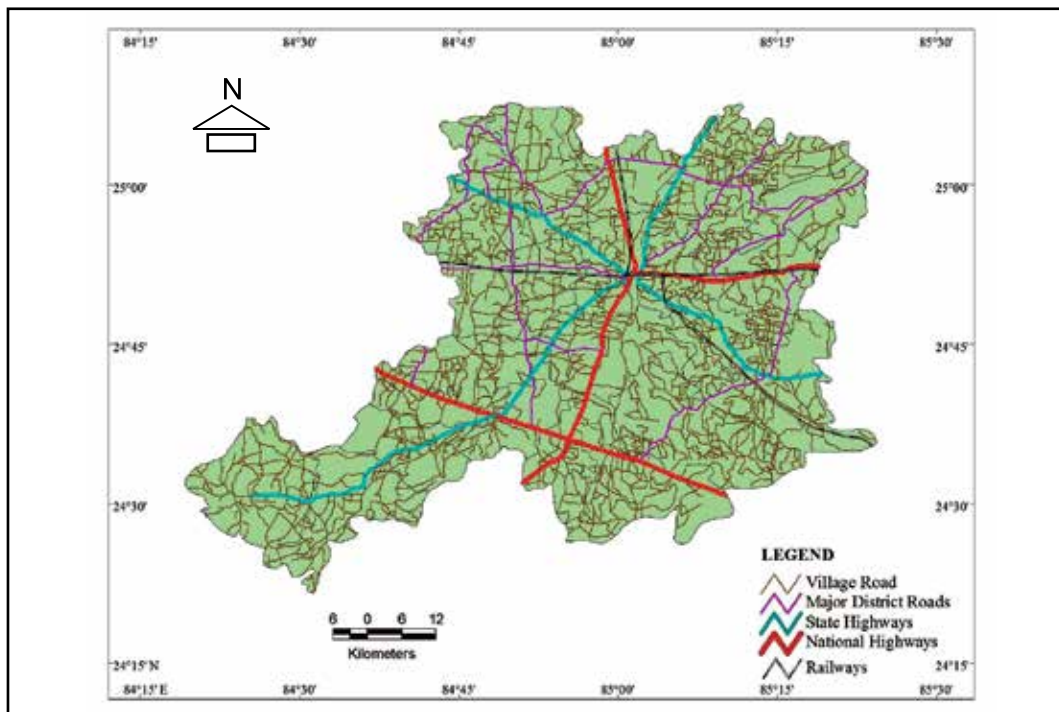 84°15' 84°30' 84°45' 85°00' 85°15' 85°30'
N
25°00' 25°00'
24°45' 24°45'
24°30' 24°30'
LEGEND
Village Road
Major District Roads
State Highways
National Highways
Railways
6 0 6 12
Kilometers
24°15'N 24°15'
84°15' E 84°30' 84°45' 85°00' 85°15' 85°30'